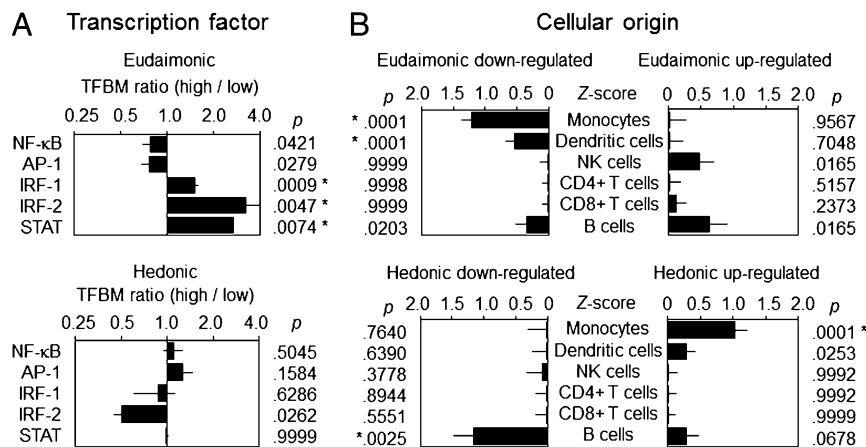 A Transcription factor
Eudaimonic
TFBM ratio (high / low)
0.25 0.5 1.0 2.0 4.0
p
NF-κB .0421
AP-1 .0279
IRF-1 .0009 *
IRF-2 .0047 *
STAT .0074 *
Hedonic
TFBM ratio (high / low)
0.25 0.5 1.0 2.0 4.0
p
NF-κB .5045
AP-1 .1584
IRF-1 .6286
IRF-2 .0262
STAT .9999
B Cellular origin
Eudaimonic down-regulated Eudaimonic up-regulated
p 2.0 1.5 1.0 0.5 0 Z-score 0 0.5 1.0 1.5 2.0 p
* .0001 Monocytes .9567
* .0001 Dendritic cells .7048
.9999 NK cells .0165
.9998 CD4+ T cells .5157
.9999 CD8+ T cells .2373
.0203 B cells .0165
Hedonic down-regulated Hedonic up-regulated
p 2.0 1.5 1.0 0.5 0 Z-score 0 0.5 1.0 1.5 2.0 p
.7640 Monocytes .0001 *
.6390 Dendritic cells .0253
.3778 NK cells .9992
.8944 CD4+ T cells .9992
.5551 CD8+ T cells .9999
* .0025 B cells .0678